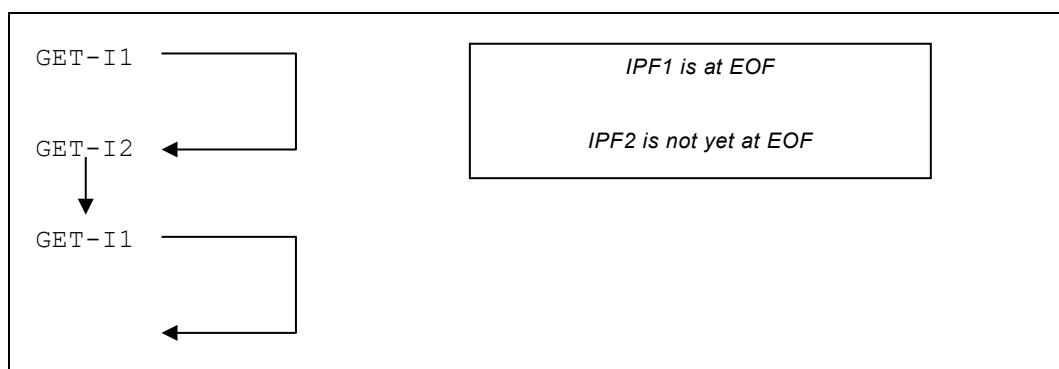 GET-I1
IPF1 is at EOF
GET-I2
IPF2 is not yet at EOF
GET-I1